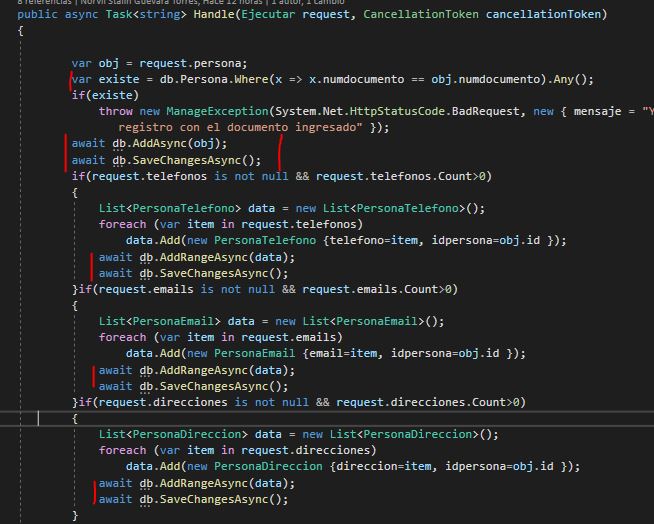 8 referencias | Norvil Stalin Guevara Torres, Hace 12 horas | 1 autor, 1 cambio
public async Task<string> Handle(Ejecutar request, CancellationToken cancellationToken)
{
var obj = request.persona;
var existe = db.Persona.Where(x => x.numdocumento == obj.numdocumento).Any();
if(existe)
throw new ManageException(System.Net.HttpStatusCode.BadRequest, new { mensaje = "Y
registro con el documento ingresado" });
await db.AddAsync(obj);
await db.SaveChangesAsync();
if(request.telefonos is not null && request.telefonos.Count>0)
{
List<PersonaTelefono> data = new List<PersonaTelefono>();
foreach (var item in request.telefonos)
data.Add(new PersonaTelefono {telefono=item, idpersona=obj.id });
await db.AddRangeAsync(data);
await db.SaveChangesAsync();
}if(request.emails is not null && request.emails.Count>0)
{
List<PersonaEmail> data = new List<PersonaEmail>();
foreach (var item in request.emails)
data.Add(new PersonaEmail {email=item, idpersona=obj.id });
await db.AddRangeAsync(data);
await db.SaveChangesAsync();
}if(request.direcciones is not null && request.direcciones.Count>0)
{
List<PersonaDireccion> data = new List<PersonaDireccion>();
foreach (var item in request.direcciones)
data.Add(new PersonaDireccion {direccion=item, idpersona=obj.id });
await db.AddRangeAsync(data);
await db.SaveChangesAsync();
}